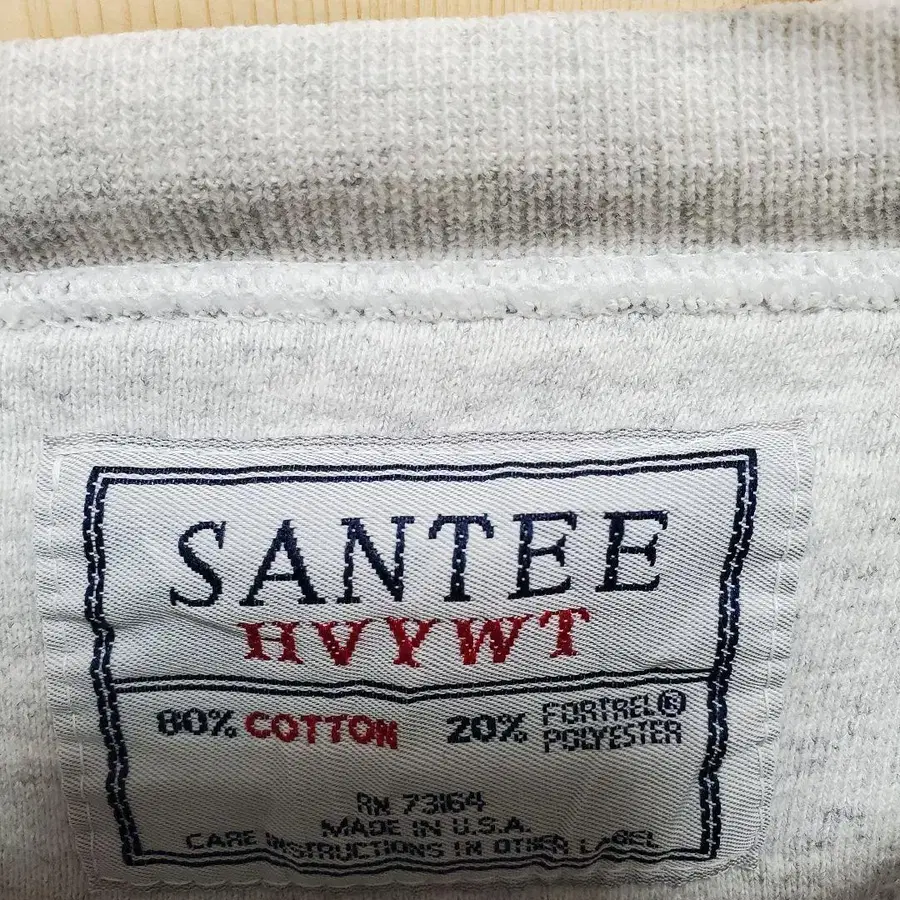 SANTEE
HVYWT
80% COTTON 20% FORTREL®
POLYESTER
RN 73164
MADE IN U.S.A.
CARE INSTRUCTIONS IN OTHER LABEL